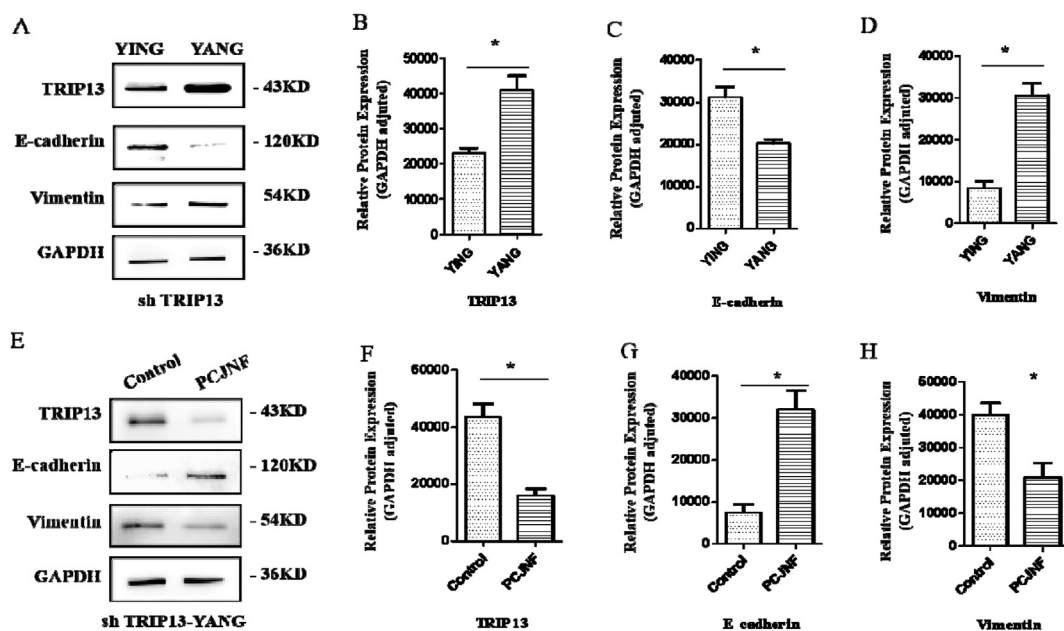 A
YING YANG
TRIP13 - 43KD
E-cadherin - 120KD
Vimentin 54KD
GAPDH - 36KD
sh TRIP13
B
*
Relative Protein Expression
(GAPDH adjuted)
50000
40000
30000
20000
10000
0
YING
YANG
TRIP13
C
*
Relative Protein Expression
(GAPDH adjuted)
40000
30000
20000
10000
0
YING
YANG
E-cadherin
D
*
Relative Protein Expression
(GAPDH adjuted)
40000
30000
20000
10000
0
YING
YANG
Vimentin
E
Control PCJNF
TRIP13 - 43KD
E-cadherin - 120KD
Vimentin - 54KD
GAPDH - 36KD
sh TRIP13-YANG
F
*
Relative Protein Expression
(GAPDH adjuted)
60000
40000
20000
0
Control
PCJNF
TRIP13
G
*
Relative Protein Expression
(GAPDH adjuted)
40000
30000
20000
10000
0
Control
PCJNF
E cadherin
H
*
Relative Protein Expression
(GAPDH adjuted)
50000
40000
30000
20000
10000
0
Control
PCJNF
Vimentin